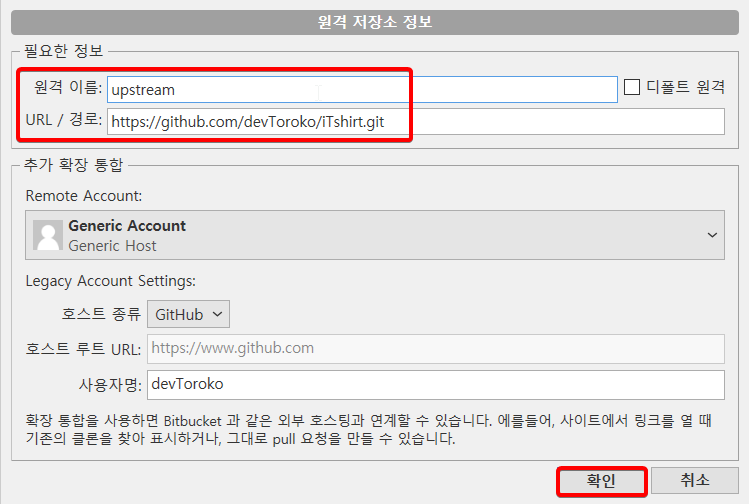 원격 저장소 정보
필요한 정보
원격 이름: upstream 디폴트 원격
URL / 경로: https://github.com/devToroko/iTshirt.git
추가 확장 통합
Remote Account:
Generic Account
Generic Host
Legacy Account Settings:
호스트 종류 GitHub
호스트 루트 URL: https://www.github.com
사용자명: devToroko
확장 통합을 사용하면 Bitbucket 과 같은 외부 호스팅과 연계할 수 있습니다. 에를들어, 사이트에서 링크를 열 때
기존의 클론을 찾아 표시하거나, 그대로 pull 요청을 만들 수 있습니다.
확인 취소